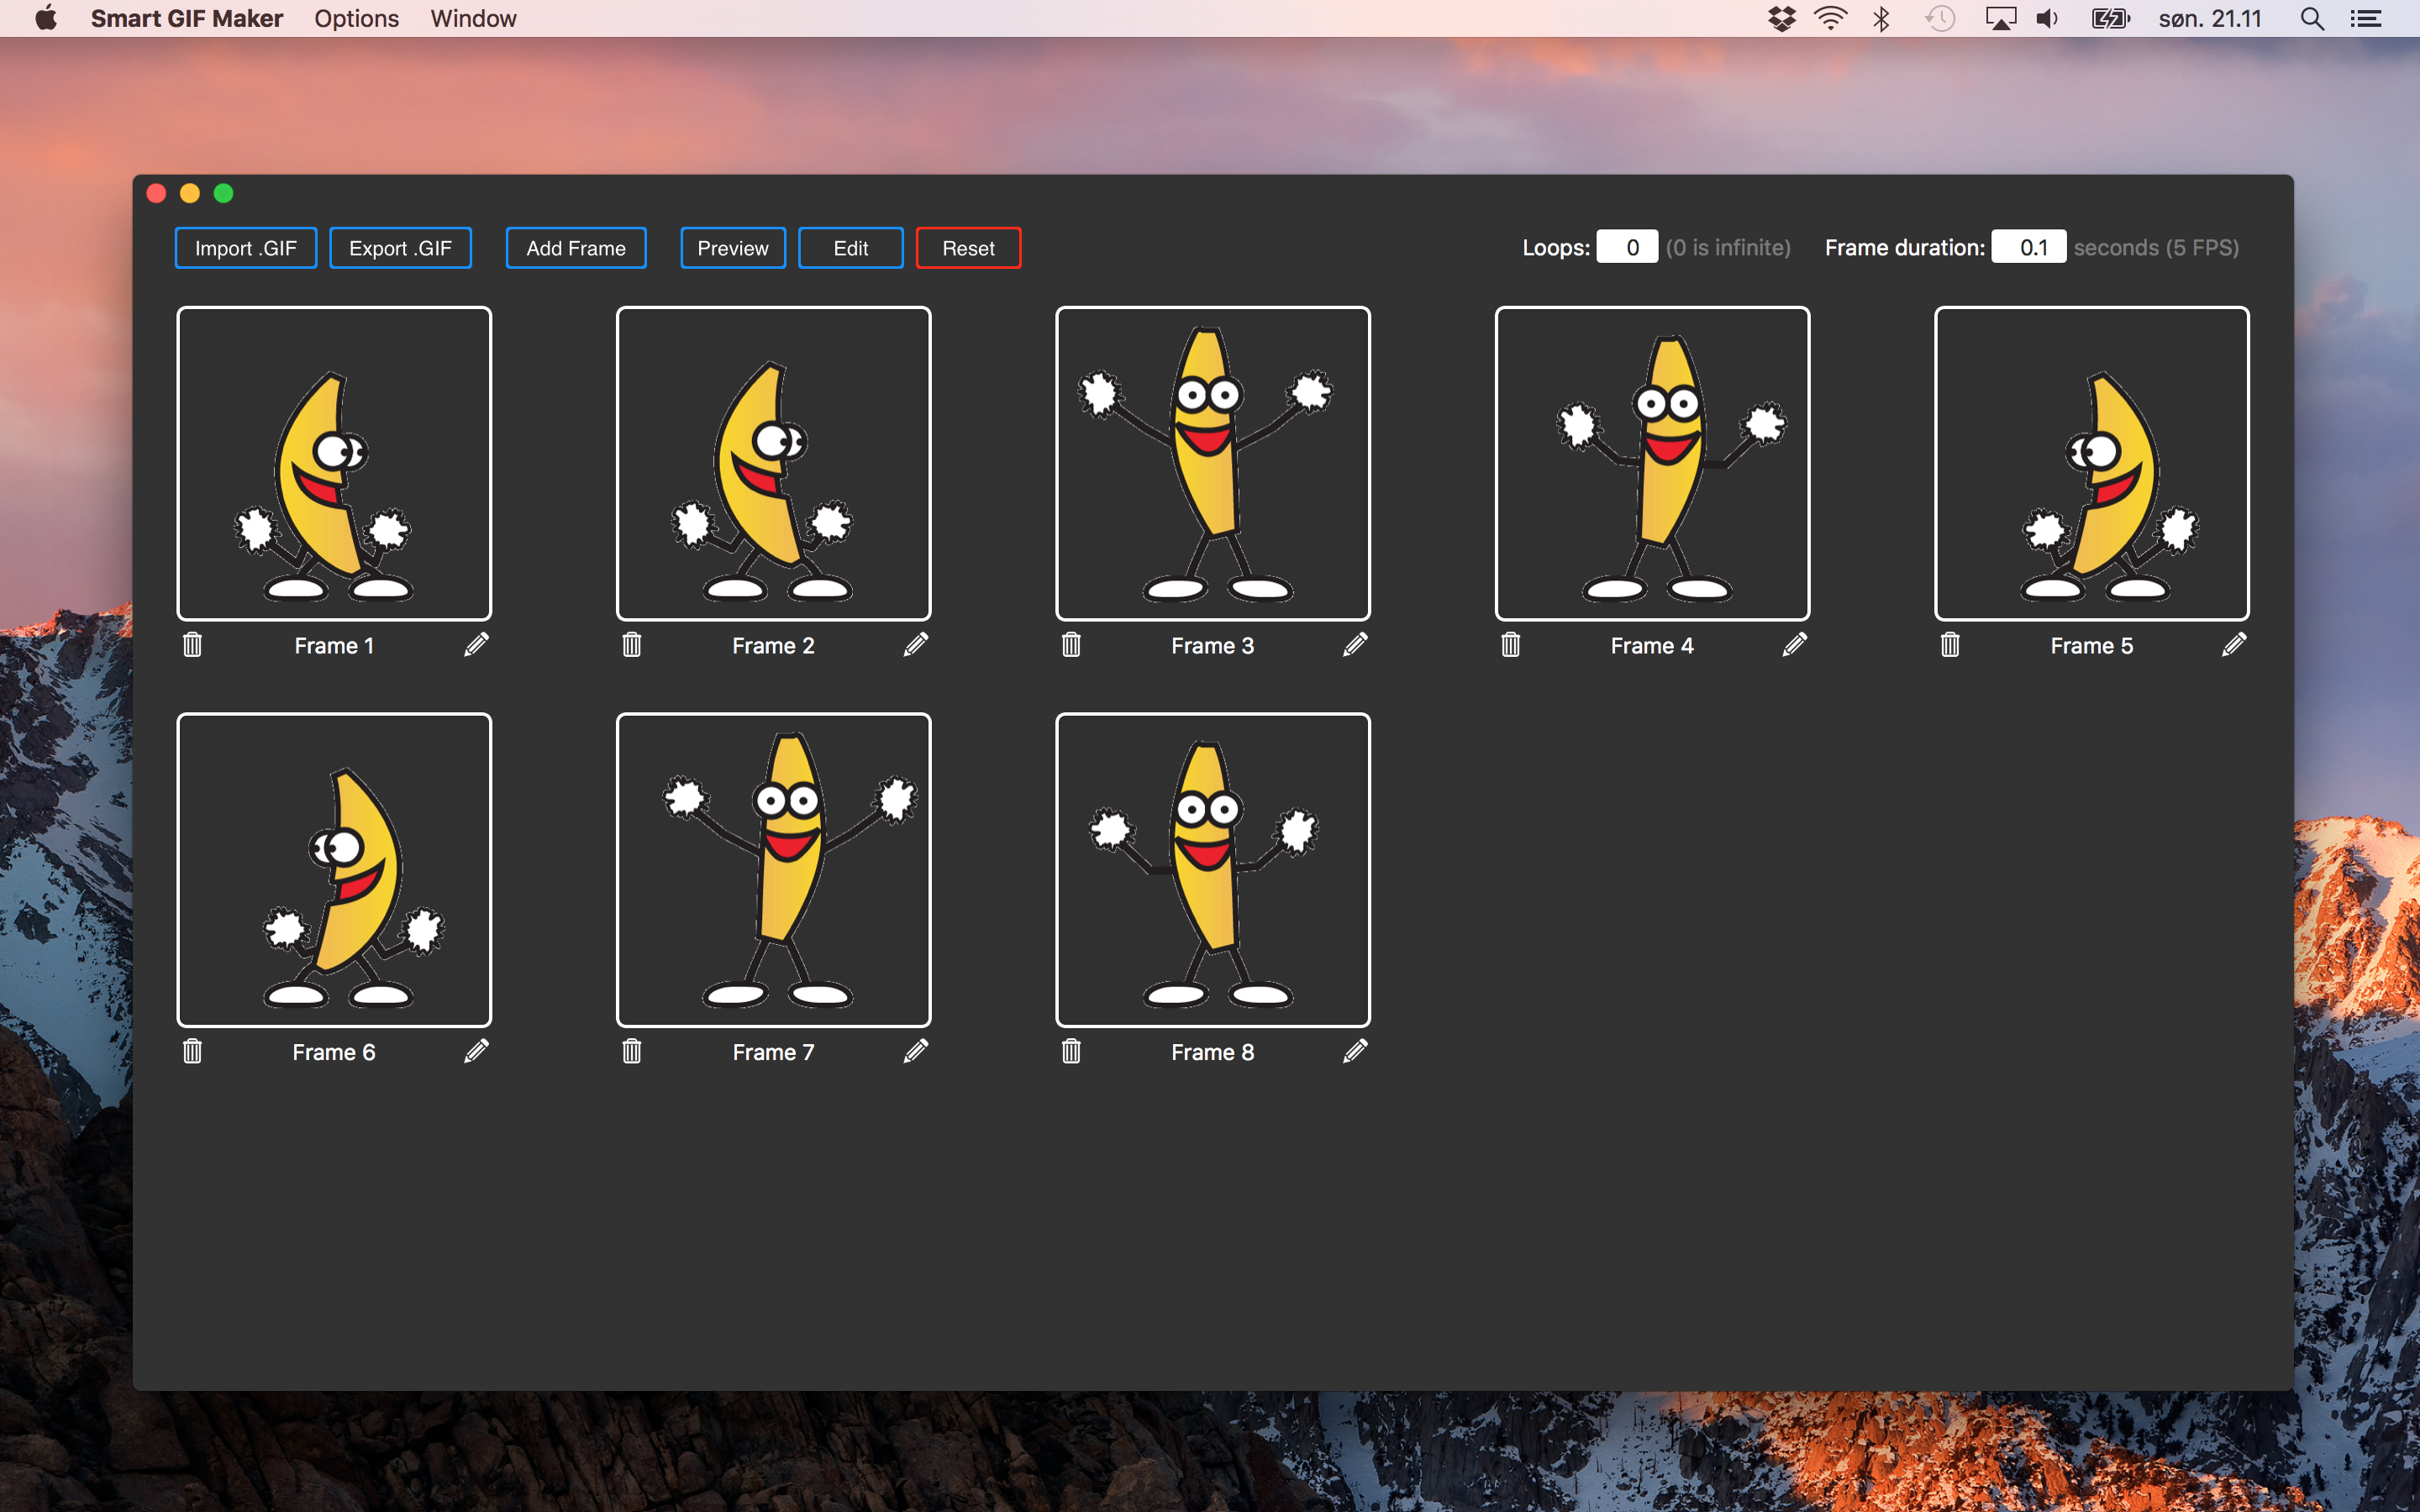 Smart GIF Maker Options Window søn. 21.11
Import .GIF Export .GIF Add Frame Preview Edit Reset Loops: 0 (0 is infinite) Frame duration: 0.1 seconds (5 FPS)
Frame 1 Frame 2 Frame 3 Frame 4 Frame 5
Frame 6 Frame 7 Frame 8